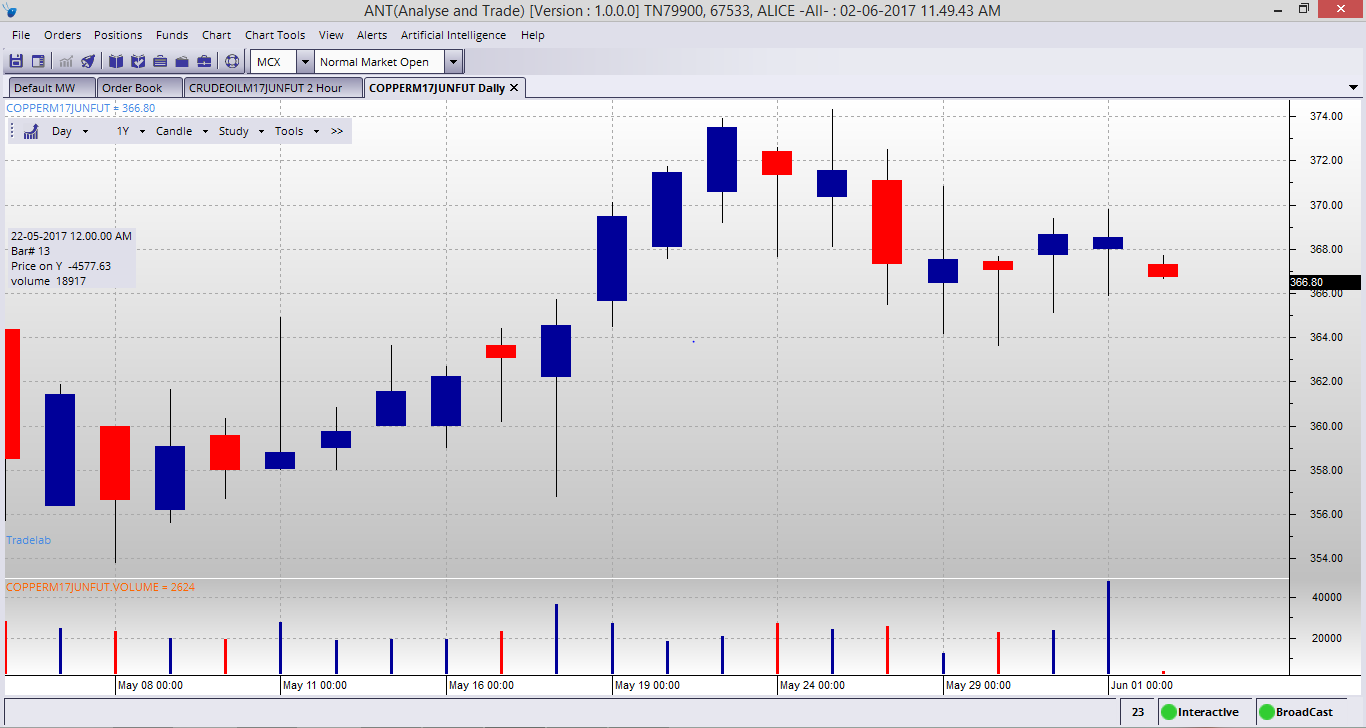 ANT(Analyse and Trade) [Version : 1.0.0.0] TN79900, 67533, ALICE -All- : 02-06-2017 11.49.43 AM
File Orders Positions Funds Chart Chart Tools View Alerts Artificial Intelligence Help
MCX Normal Market Open
Default MW Order Book CRUDEOILM17JUNFUT 2 Hour COPPERM17JUNFUT Daily
COPPERM17JUNFUT = 366.80
Day 1Y Candle Study Tools >>
22-05-2017 12.00.00 AM
Bar# 13
Price on Y -4577.63
volume 18917
374.00
372.00
370.00
368.00
366.80
366.00
364.00
362.00
360.00
358.00
356.00
354.00
Tradelab
COPPERM17JUNFUT.VOLUME = 2624
40000
20000
May 08 00:00 May 11 00:00 May 16 00:00 May 19 00:00 May 24 00:00 May 29 00:00 Jun 01 00:00
23 Interactive BroadCast